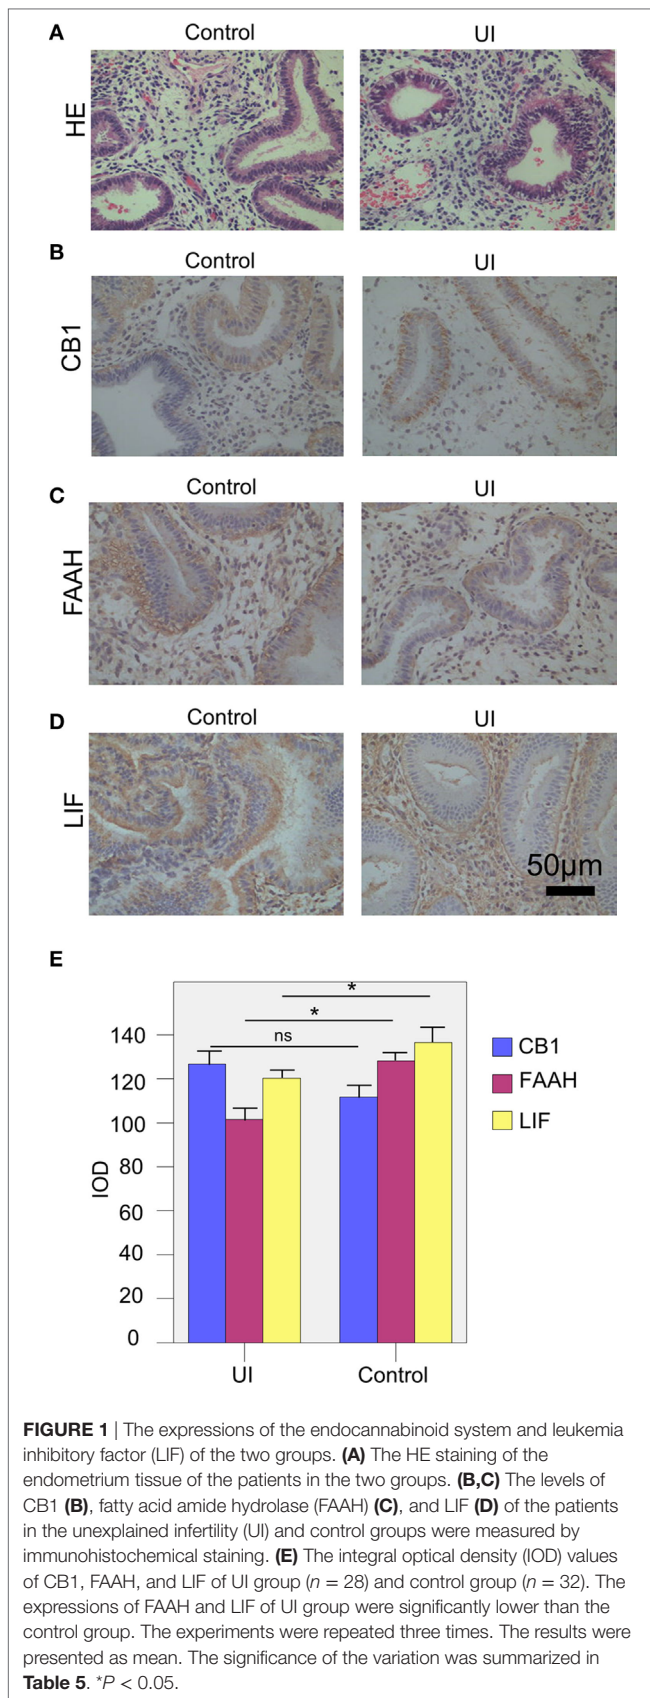 A
Control
UI
HE
B
Control
UI
CB1
C
Control
UI
FAAH
D
Control
UI
LIF
50µm
E
*
*
ns
140
120
100
80
60
40
20
0
IOD
UI
Control
CB1
FAAH
LIF
FIGURE 1 | The expressions of the endocannabinoid system and leukemia
inhibitory factor (LIF) of the two groups. (A) The HE staining of the
endometrium tissue of the patients in the two groups. (B,C) The levels of
CB1 (B), fatty acid amide hydrolase (FAAH) (C), and LIF (D) of the patients
in the unexplained infertility (UI) and control groups were measured by
immunohistochemical staining. (E) The integral optical density (IOD) values
of CB1, FAAH, and LIF of UI group (n = 28) and control group (n = 32). The
expressions of FAAH and LIF of UI group were significantly lower than the
control group. The experiments were repeated three times. The results were
presented as mean. The significance of the variation was summarized in
Table 5. *P < 0.05.